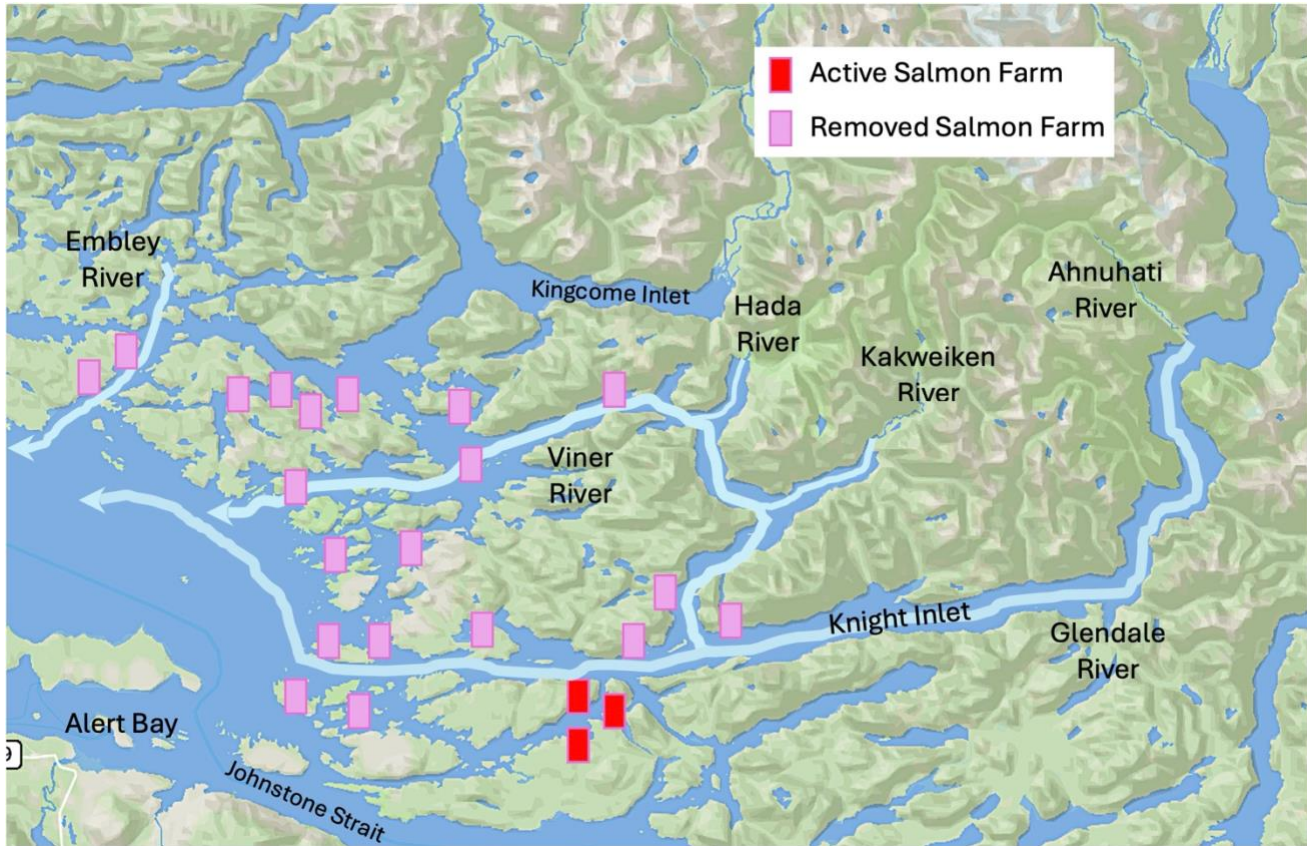 Active Salmon Farm
Removed Salmon Farm
Embley
River
Kingcome Inlet
Hada
River
Ahnuhati
River
Kakweiken
River
Viner
River
Knight Inlet
Glendale
River
Alert Bay
9
Johnstone Strait